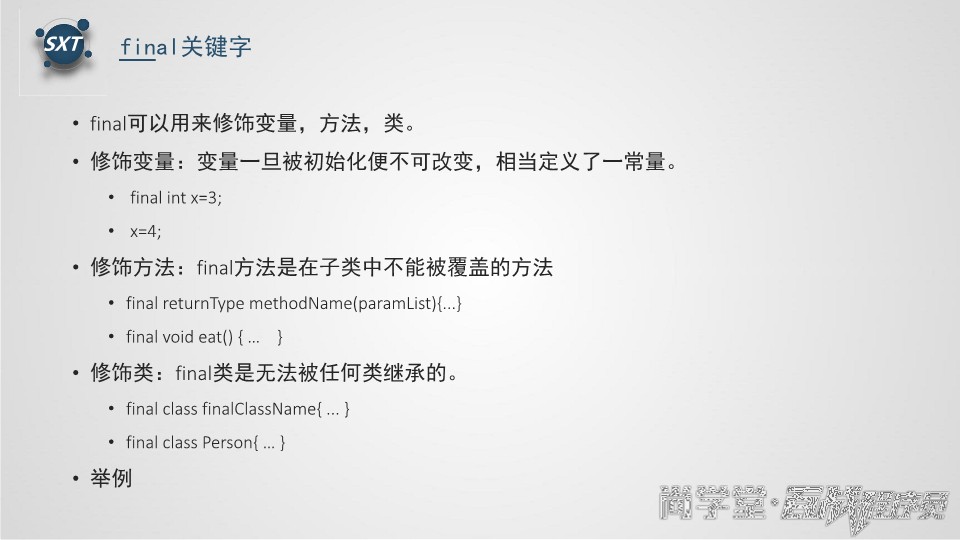 SXT
final关键字
• final可以用来修饰变量，方法，类。
• 修饰变量：变量一旦被初始化便不可改变，相当定义了一常量。
• final int x=3;
• x=4;
• 修饰方法：final方法是在子类中不能被覆盖的方法
• final returnType methodName(paramList){...}
• final void eat() { ... }
• 修饰类：final类是无法被任何类继承的。
• final class finalClassName{ ... }
• final class Person{ ... }
• 举例
尚学堂·百战程序员